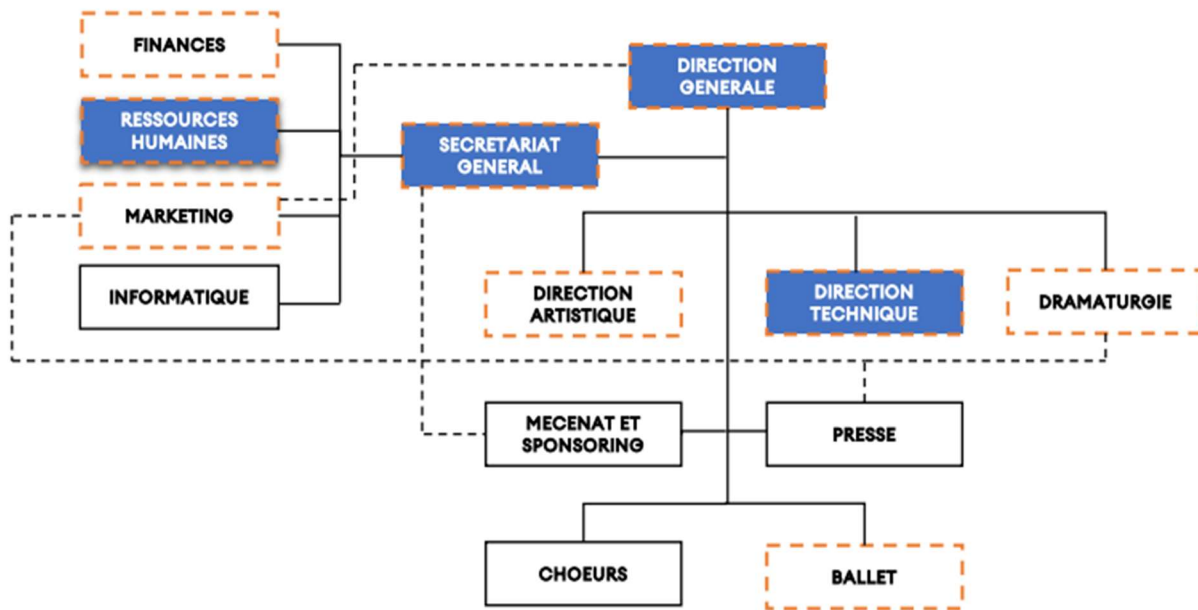 FINANCES
DIRECTION
GENERALE
RESSOURCES
HUMAINES
SECRETARIAT
GENERAL
MARKETING
INFORMATIQUE
DIRECTION
ARTISTIQUE
DIRECTION
TECHNIQUE
DRAMATURGIE
MECENAT ET
SPONSORING
PRESSE
CHOEURS
BALLET